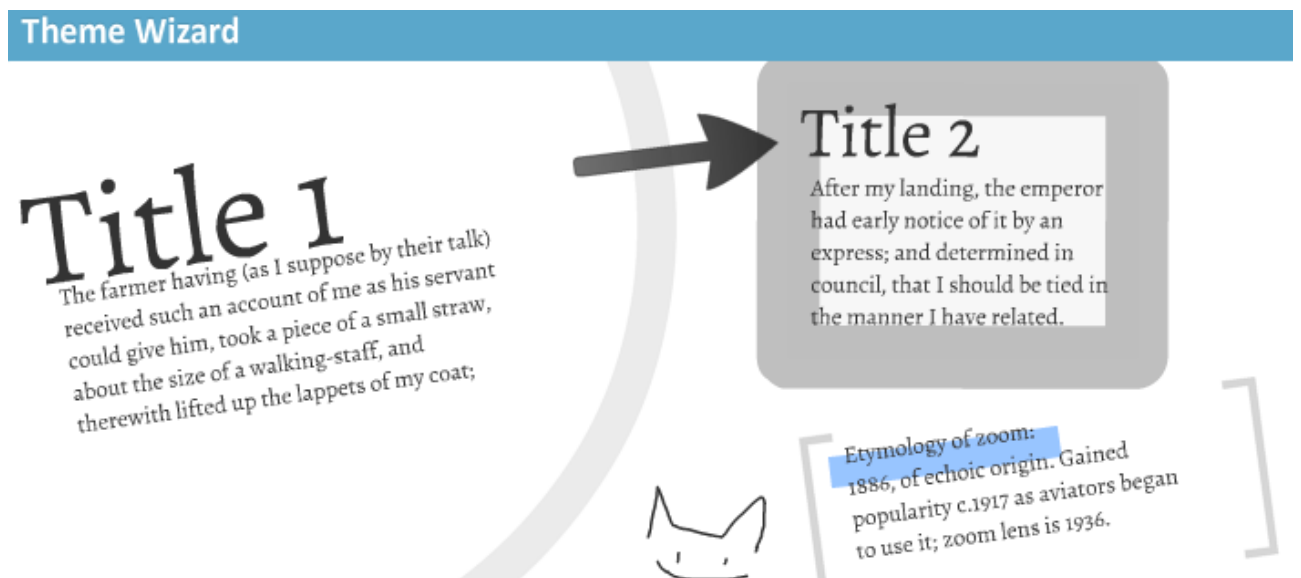 Theme Wizard
Title 1
The farmer having (as I suppose by their talk)
received such an account of me as his servant
could give him, took a piece of a small straw,
about the size of a walking-staff, and
therewith lifted up the lappets of my coat;
Title 2
After my landing, the emperor
had early notice of it by an
express; and determined in
council, that I should be tied in
the manner I have related.
Etymology of zoom:
1886, of echoic origin. Gained
popularity c.1917 as aviators began
to use it; zoom lens is 1936.